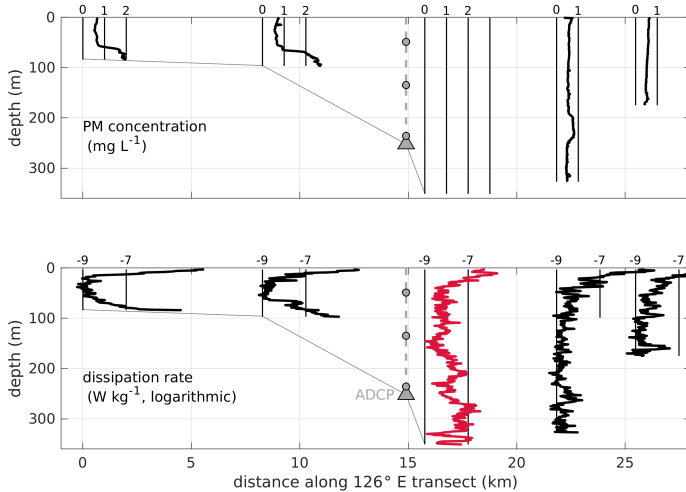 0 1 2 0 1 2 0 1 2 3 0 1 0 1
0
100
200
300
depth (m)
PM concentration
(mg L⁻¹)
-9 -7 -9 -7 -9 -7 -9 -7 -9 -7
0
100
200
300
depth (m)
dissipation rate
(W kg⁻¹, logarithmic)
ADCP
0 5 10 15 20 25
distance along 126° E transect (km)